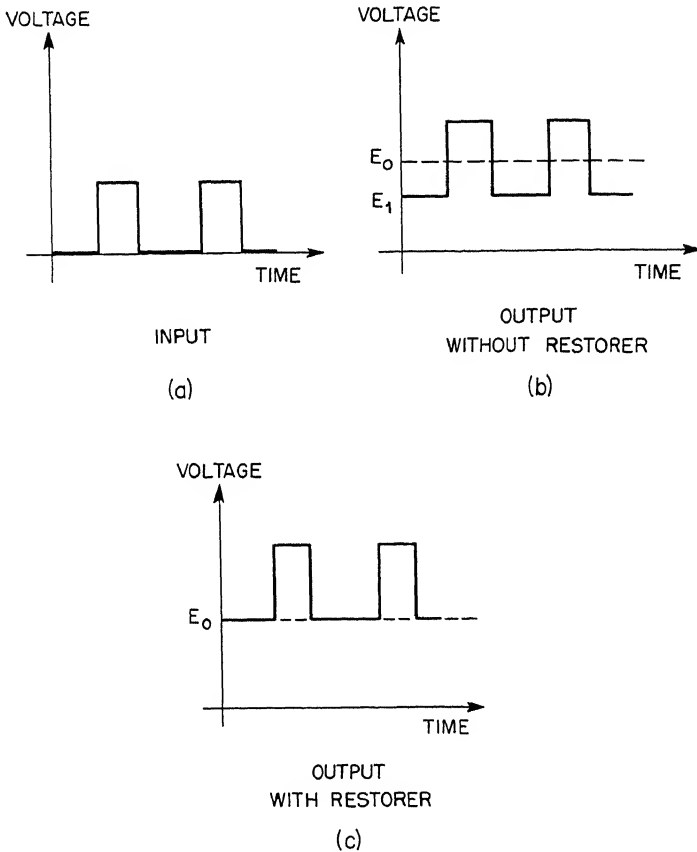 VOLTAGE
TIME
INPUT
(a)
VOLTAGE
E₀
E₁
TIME
OUTPUT
WITHOUT RESTORER
(b)
VOLTAGE
E₀
TIME
OUTPUT
WITH RESTORER
(c)